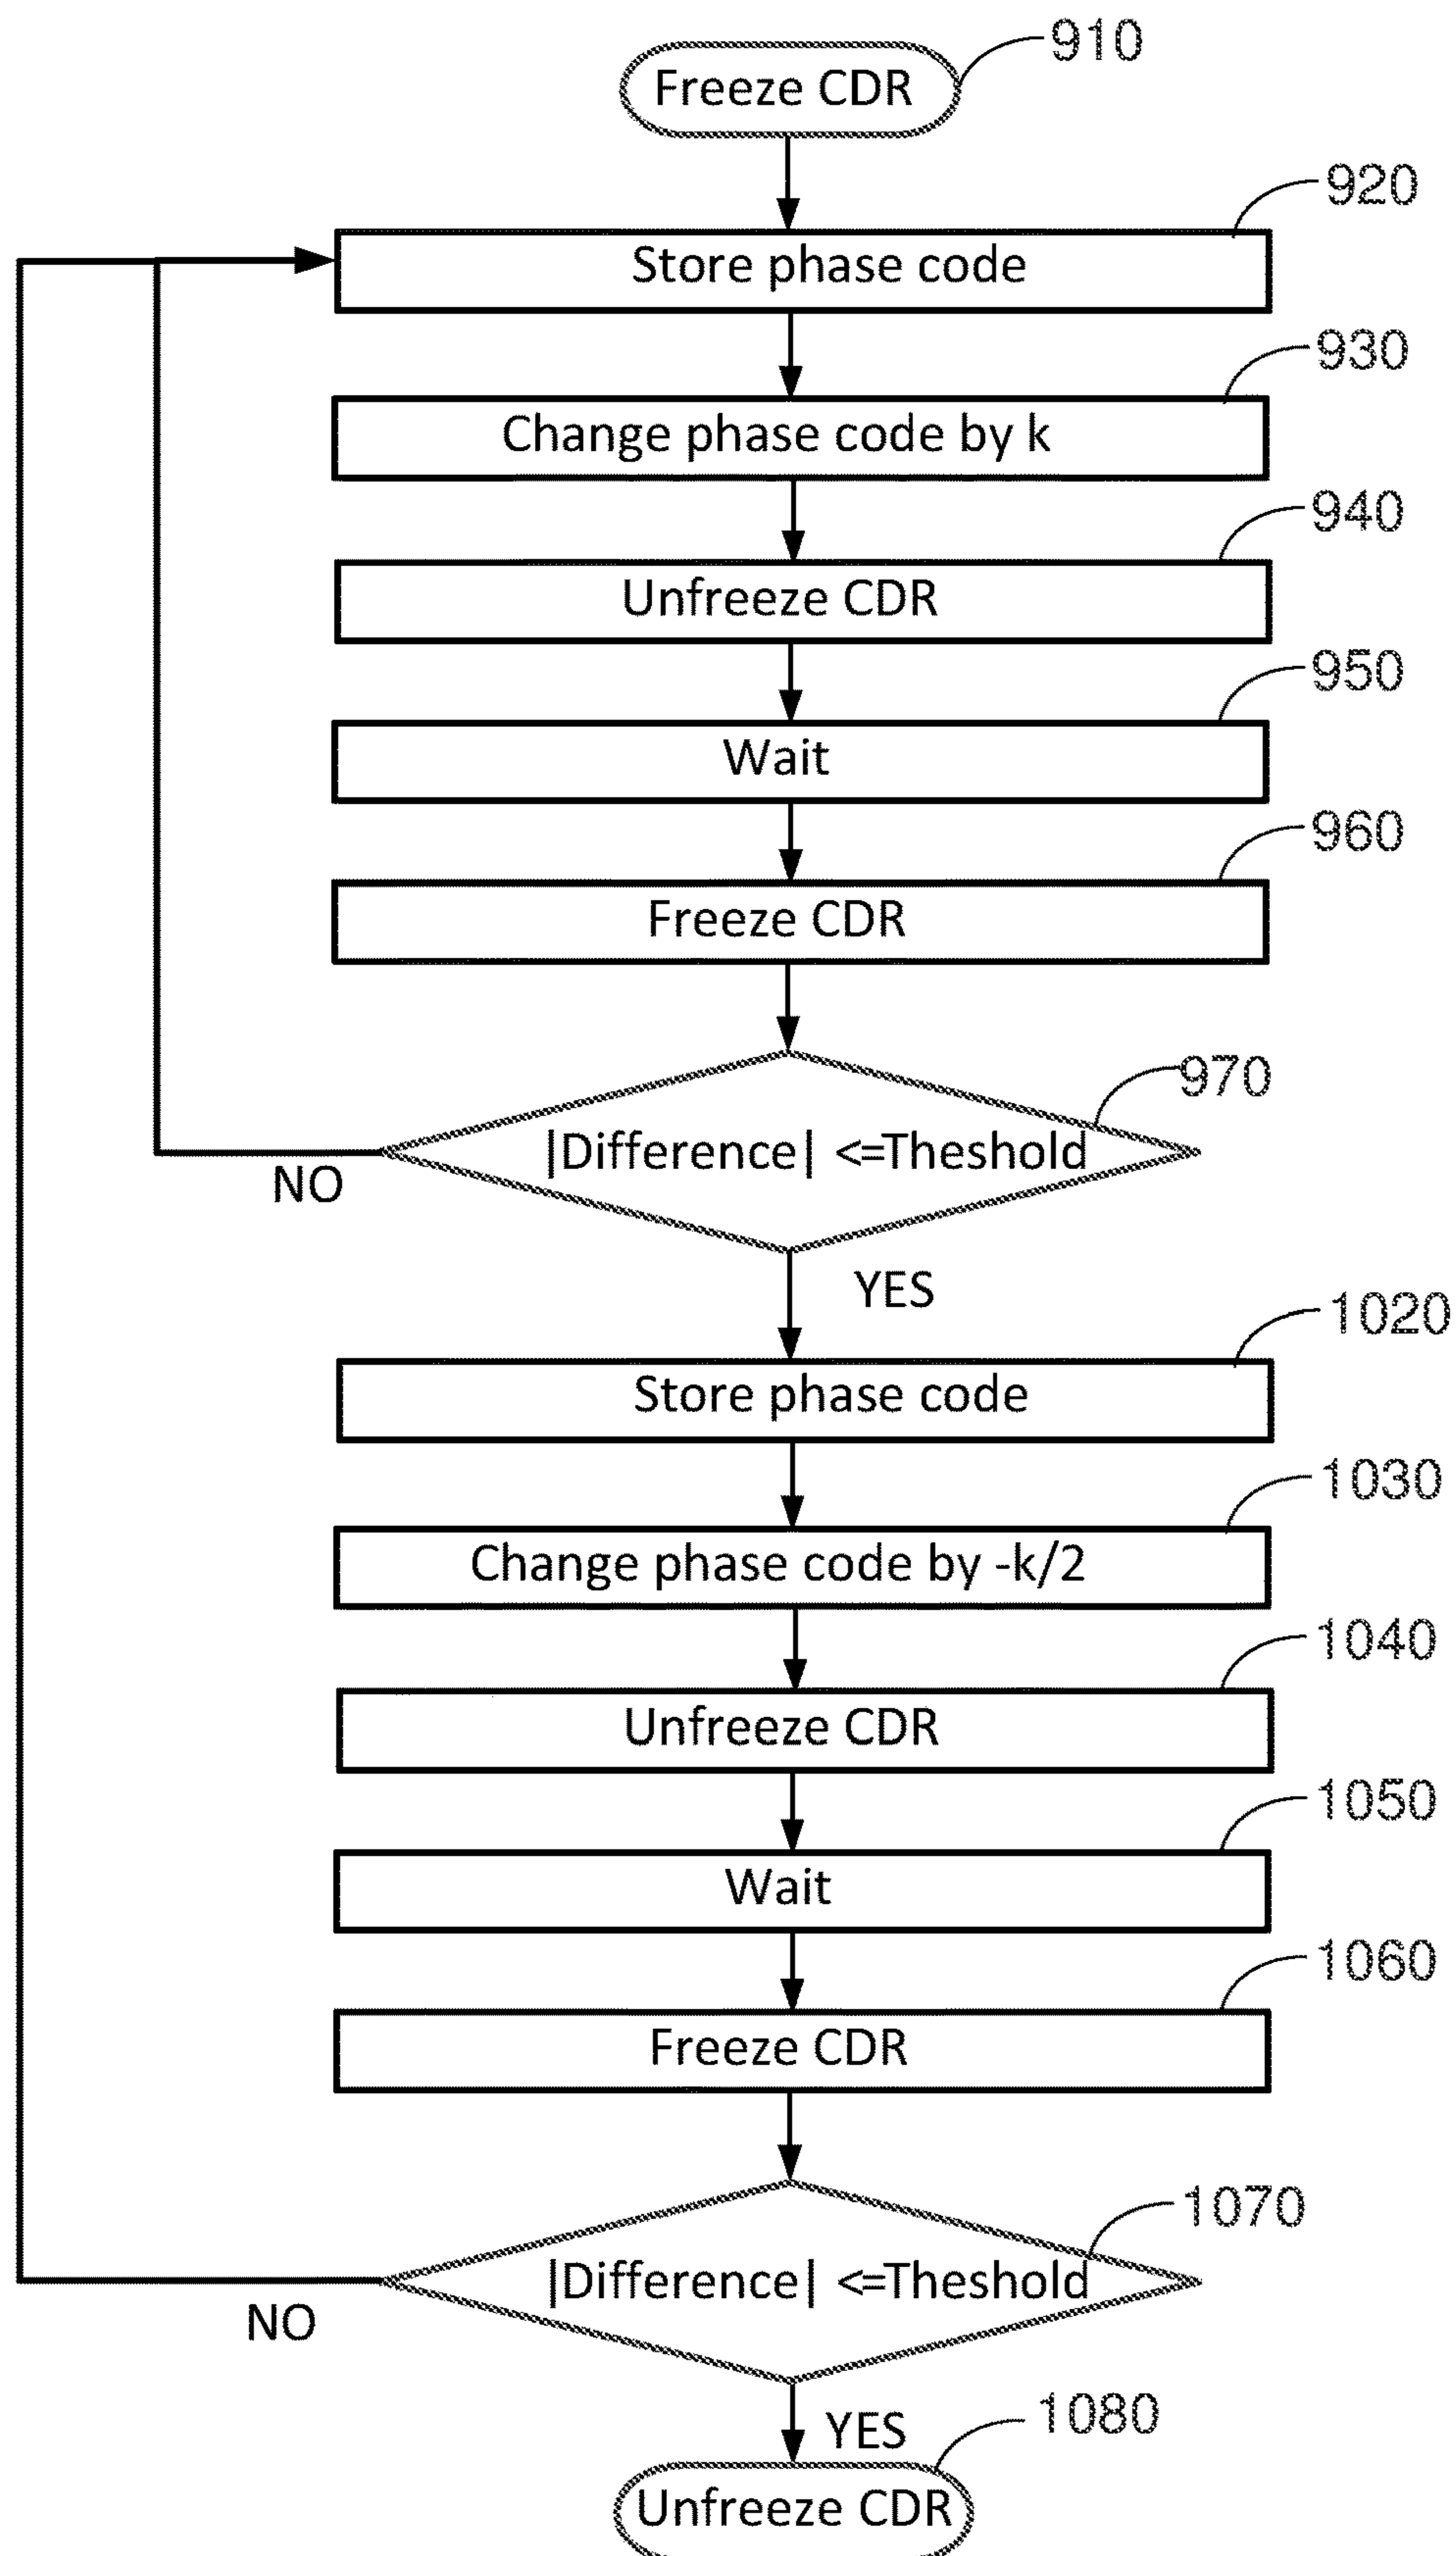 910
Freeze CDR
920
Store phase code
930
Change phase code by k
940
Unfreeze CDR
950
Wait
960
Freeze CDR
970
|Difference| <=Theshold
NO
YES
1020
Store phase code
1030
Change phase code by -k/2
1040
Unfreeze CDR
1050
Wait
1060
Freeze CDR
1070
|Difference| <=Theshold
NO
YES
1080
Unfreeze CDR